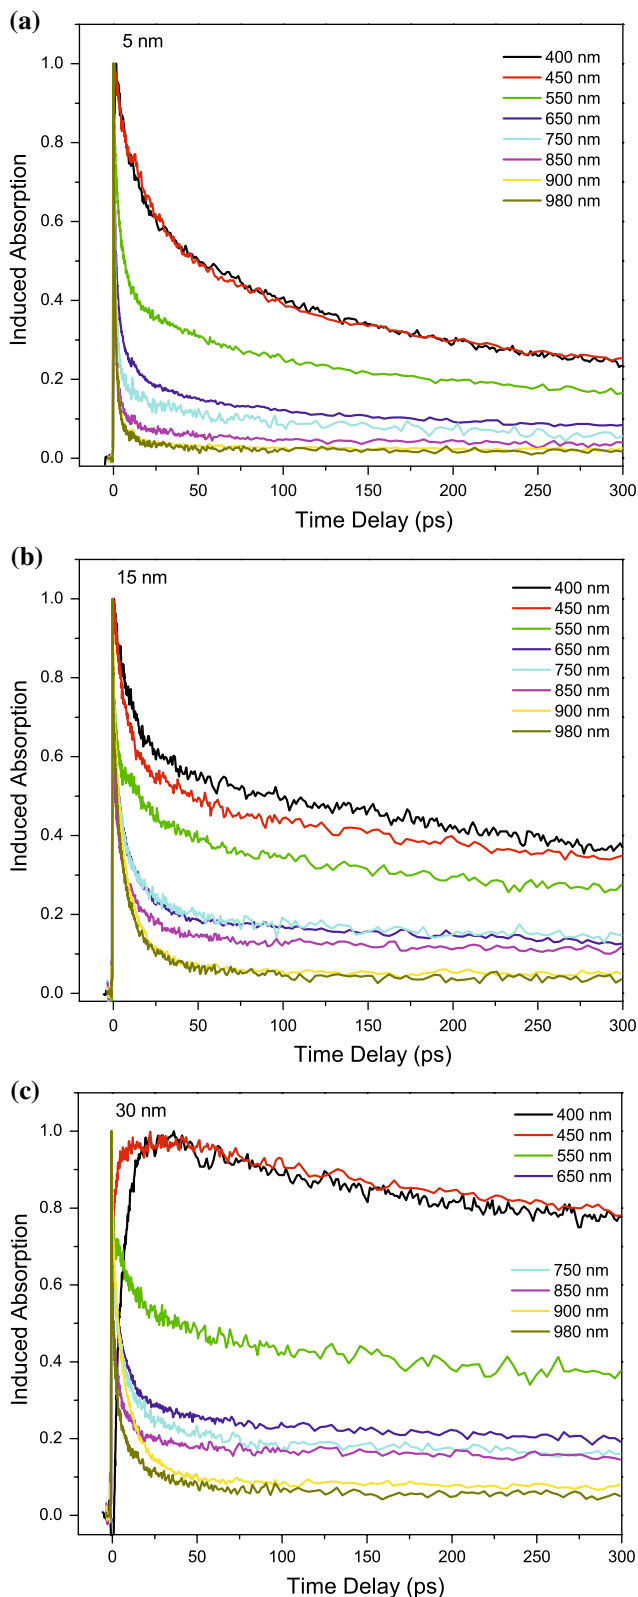 (a)
5 nm
400 nm
450 nm
550 nm
650 nm
750 nm
850 nm
900 nm
980 nm
1.0
0.8
0.6
0.4
0.2
0.0
Induced Absorption
0 50 100 150 200 250 300
Time Delay (ps)
(b)
15 nm
400 nm
450 nm
550 nm
650 nm
750 nm
850 nm
900 nm
980 nm
1.0
0.8
0.6
0.4
0.2
0.0
Induced Absorption
0 50 100 150 200 250 300
Time Delay (ps)
(c)
30 nm
400 nm
450 nm
550 nm
650 nm
750 nm
850 nm
900 nm
980 nm
1.0
0.8
0.6
0.4
0.2
0.0
Induced Absorption
0 50 100 150 200 250 300
Time Delay (ps)